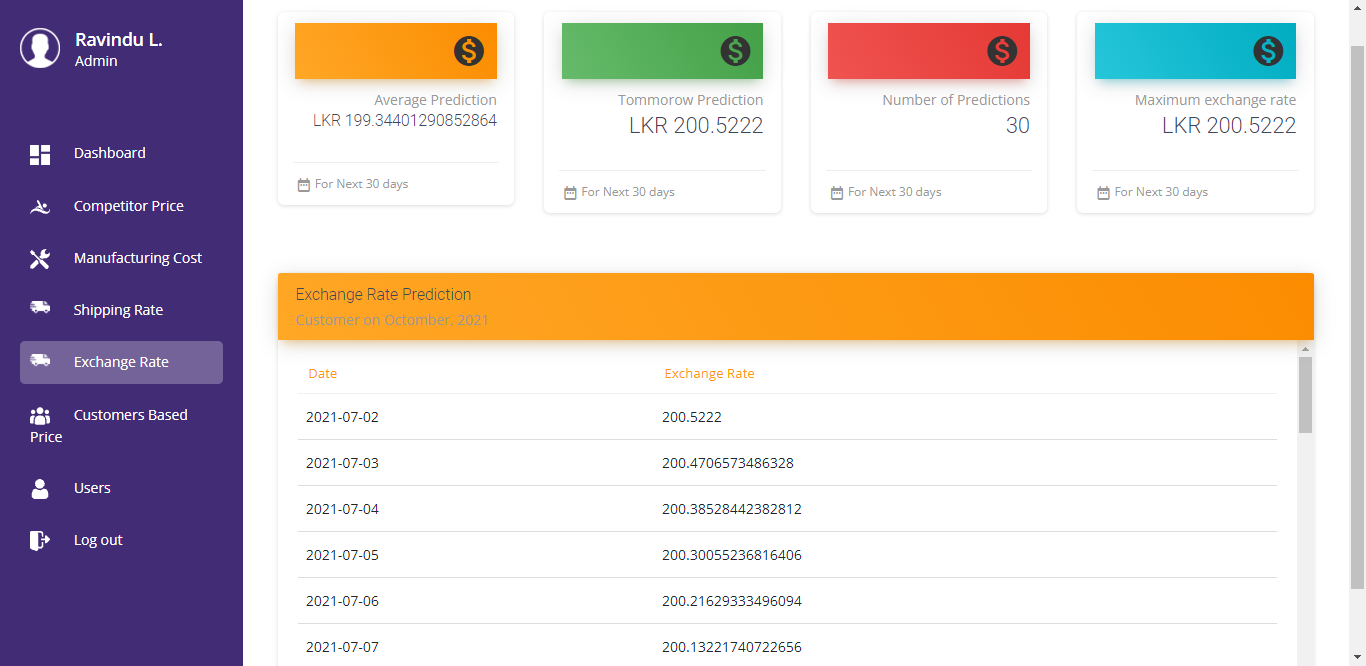 Ravindu L.
Admin
Dashboard
Competitor Price
Manufacturing Cost
Shipping Rate
Exchange Rate
Customers Based
Price
Users
Log out
Average Prediction
LKR 199.34401290852864
For Next 30 days
Tommorow Prediction
LKR 200.5222
For Next 30 days
Number of Predictions
30
For Next 30 days
Maximum exchange rate
LKR 200.5222
For Next 30 days
Exchange Rate Prediction
Customer on Octomber, 2021
Date Exchange Rate
2021-07-02 200.5222
2021-07-03 200.4706573486328
2021-07-04 200.38528442382812
2021-07-05 200.30055236816406
2021-07-06 200.21629333496094
2021-07-07 200.13221740722656